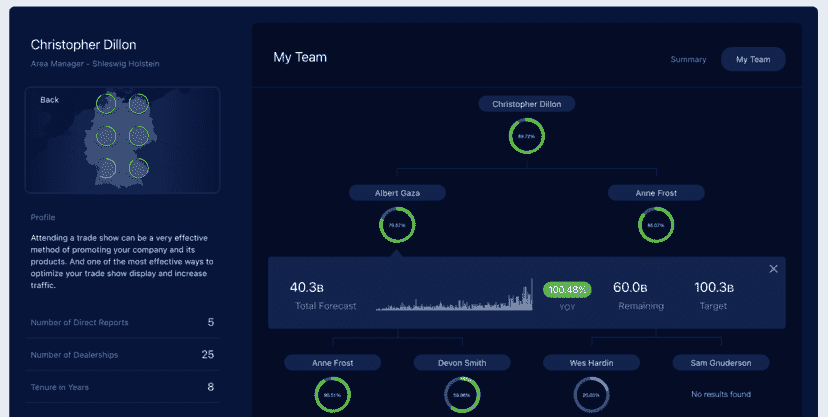 Christopher Dillon
Area Manager - Shleswig Holstein
Back
Profile
Attending a trade show can be a very effective
method of promoting your company and its
products. And one of the most effective ways to
optimize your trade show display and increase
traffic.
Number of Direct Reports 5
Number of Dealerships 25
Tenure in Years 8
My Team
Summary
My Team
Christopher Dillon
Albert Gaza
Anne Frost
40.3B
Total Forecast
100.48%
YOY
60.0B
Remaining
100.3B
Target
Anne Frost
Devon Smith
Wes Hardin
Sam Gnuderson
No results found